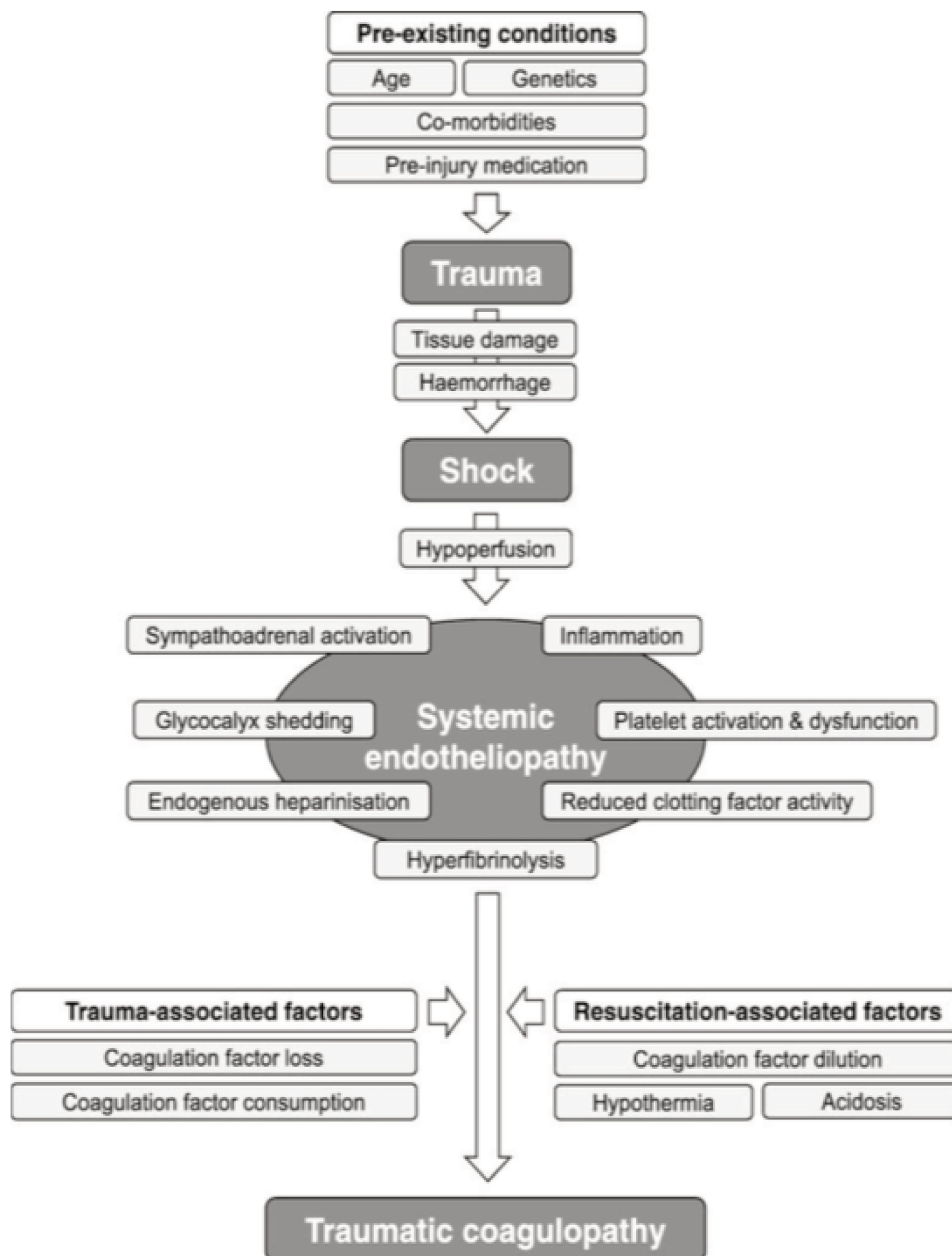 Pre-existing conditions
Age
Genetics
Co-morbidities
Pre-injury medication
Trauma
Tissue damage
Haemorrhage
Shock
Hypoperfusion
Sympathoadrenal activation
Inflammation
Glycocalyx shedding
Systemic
endotheliopathy
Platelet activation & dysfunction
Endogenous heparinisation
Reduced clotting factor activity
Hyperfibrinolysis
Trauma-associated factors
Coagulation factor loss
Coagulation factor consumption
Resuscitation-associated factors
Coagulation factor dilution
Hypothermia
Acidosis
Traumatic coagulopathy